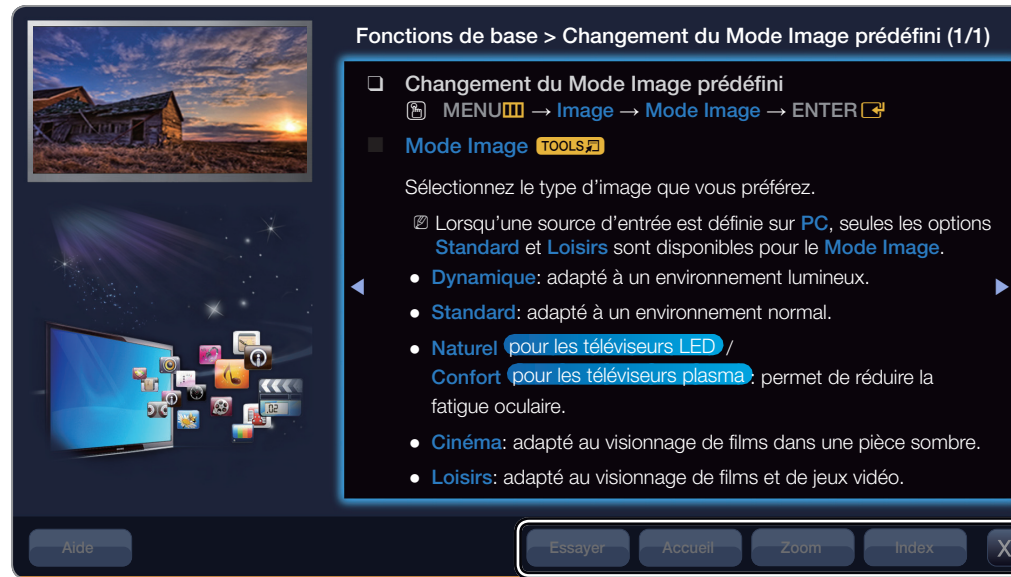 Fonctions de base > Changement du Mode Image prédéfini (1/1)
❏ Changement du Mode Image prédéfini
MENU → Image → Mode Image → ENTER
Mode Image TOOLS
Sélectionnez le type d'image que vous préférez.
Lorsqu'une source d'entrée est définie sur PC, seules les options
Standard et Loisirs sont disponibles pour le Mode Image.
● Dynamique: adapté à un environnement lumineux.
● Standard: adapté à un environnement normal.
● Naturel pour les téléviseurs LED /
Confort pour les téléviseurs plasma : permet de réduire la
fatigue oculaire.
● Cinéma: adapté au visionnage de films dans une pièce sombre.
● Loisirs: adapté au visionnage de films et de jeux vidéo.
Aide Essayer Accueil Zoom Index X